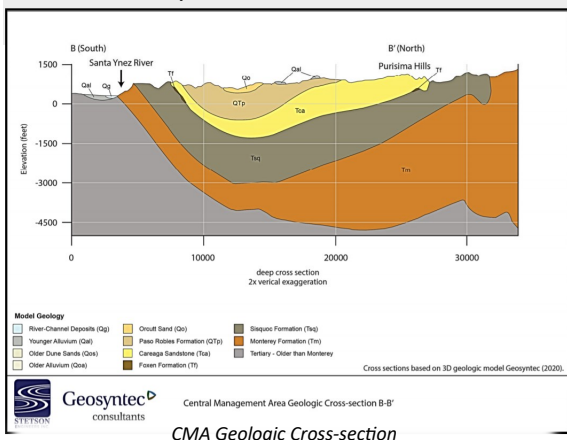 B (South)
B' (North)
Santa Ynez River
Purisima Hills
1500
0
-1500
-3000
-4500
Elevation (feet)
Qal
Qg
Tf
Qo
Qal
QTp
Tca
Tsq
Tm
Tf
0
10000
20000
30000
deep cross section
2x verical exaggeration
Model Geology
River-Channel Deposits (Qg)
Younger Alluvium (Qal)
Older Dune Sands (Qos)
Older Alluvium (Qoa)
Orcutt Sand (Qo)
Paso Robles Formation (QTp)
Careaga Sandstone (Tca)
Foxen Formation (Tf)
Sisquoc Formation (Tsq)
Monterey Formation (Tm)
Tertiary - Older than Monterey
Cross sections based on 3D geologic model Geosyntec (2020).
STETSON
Geosyntec
consultants
Central Management Area Geologic Cross-section B-B'
CMA Geologic Cross-section